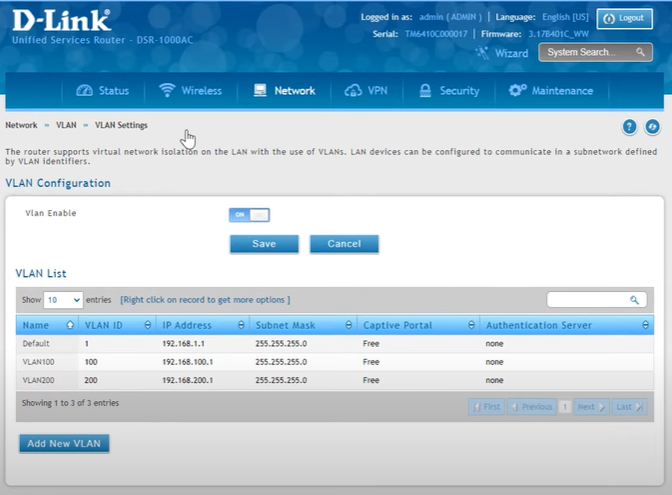 D-Link
Unified Services Router - DSR-1000AC
Logged in as: admin ( ADMIN ) | Language: English [US]
Logout
Serial: TM6410C000017 | Firmware: 3.17B401C_WW
Wizard System Search...
Status Wireless Network VPN Security Maintenance
Network » VLAN » VLAN Settings
?
The router supports virtual network isolation on the LAN with the use of VLANs. LAN devices can be configured to communicate in a subnetwork defined
by VLAN identifiers.
VLAN Configuration
Vlan Enable ON
Save Cancel
VLAN List
Show 10 entries [Right click on record to get more options ]
Name VLAN ID IP Address Subnet Mask Captive Portal Authentication Server
Default 1 192.168.1.1 255.255.255.0 Free none
VLAN100 100 192.168.100.1 255.255.255.0 Free none
VLAN200 200 192.168.200.1 255.255.255.0 Free none
Showing 1 to 3 of 3 entries
First Previous 1 Next Last
Add New VLAN